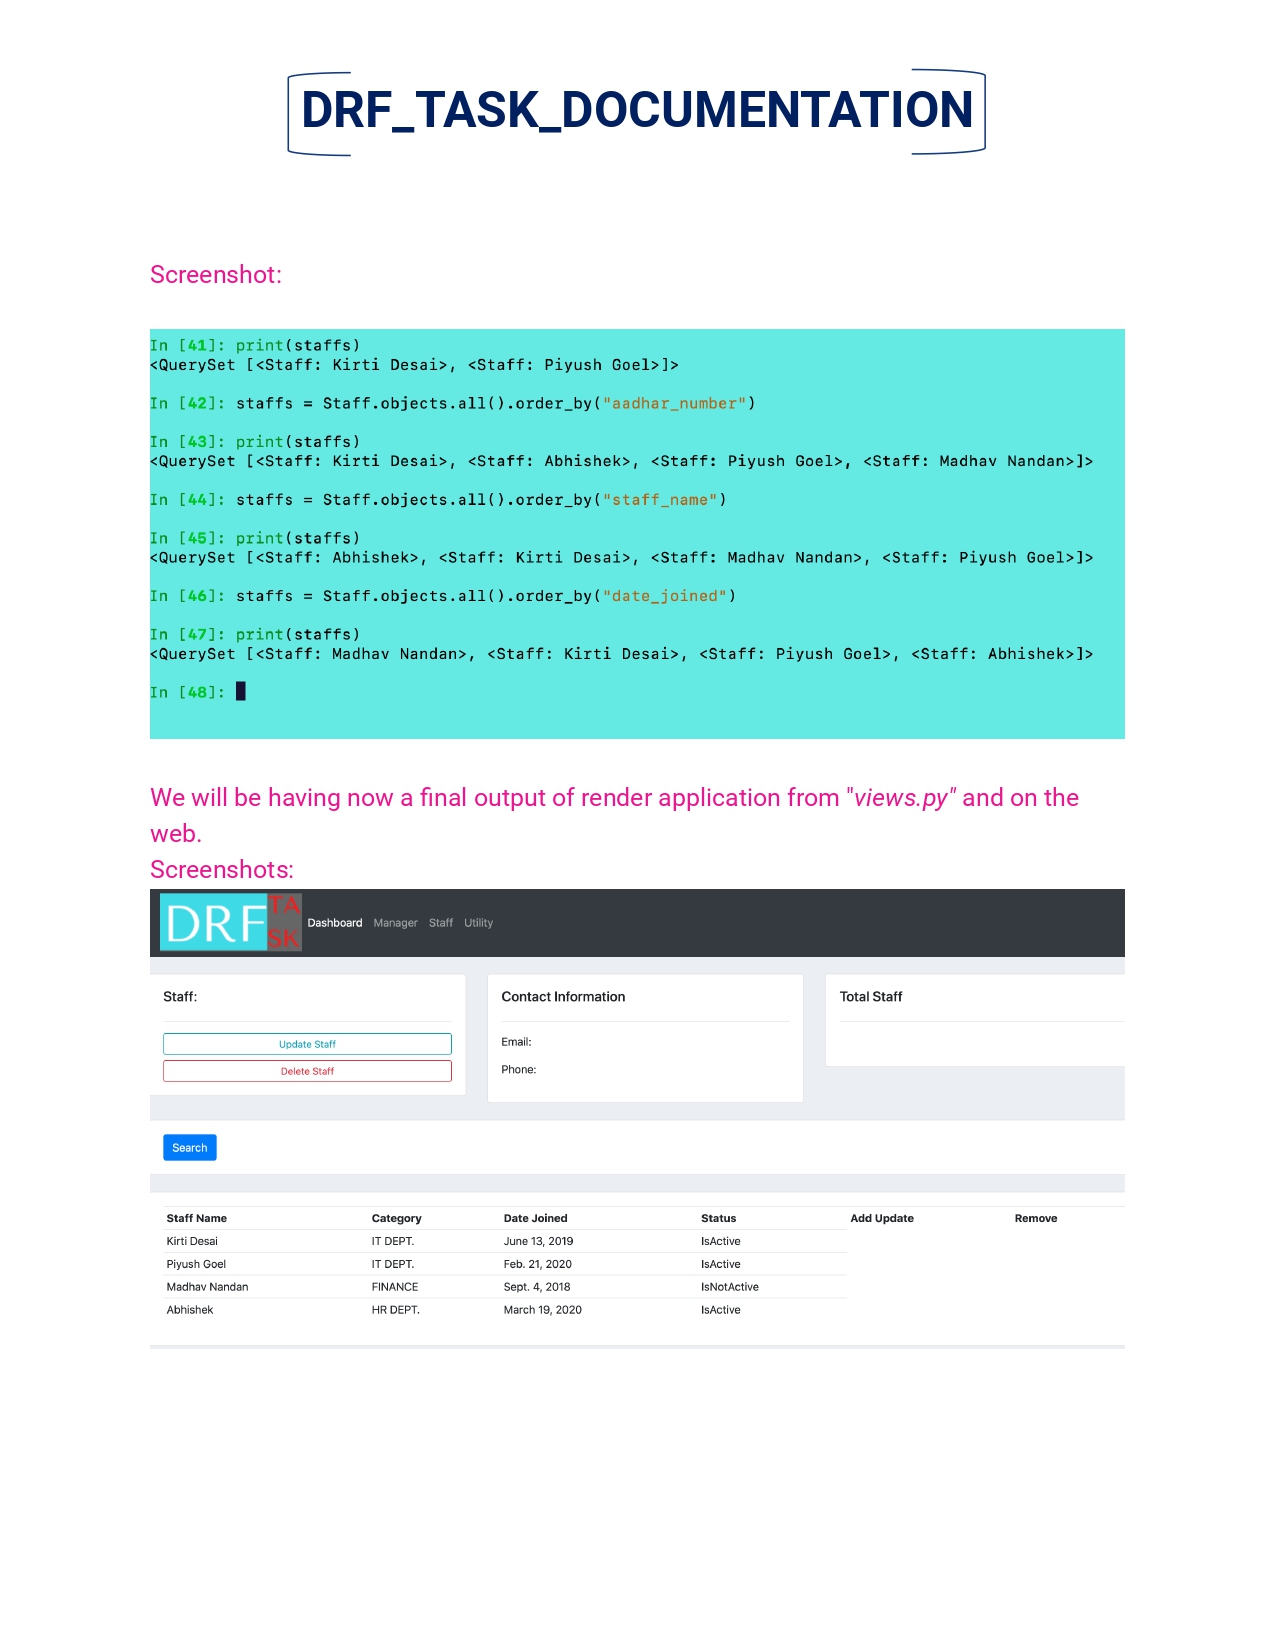 DRF_TASK_DOCUMENTATION
Screenshot:
In [41]: print(staffs)
<QuerySet [<Staff: Kirti Desai>, <Staff: Piyush Goel>]>
In [42]: staffs = Staff.objects.all().order_by("aadhar_number")
In [43]: print(staffs)
<QuerySet [<Staff: Kirti Desai>, <Staff: Abhishek>, <Staff: Piyush Goel>, <Staff: Madhav Nandan>]>
In [44]: staffs = Staff.objects.all().order_by("staff_name")
In [45]: print(staffs)
<QuerySet [<Staff: Abhishek>, <Staff: Kirti Desai>, <Staff: Madhav Nandan>, <Staff: Piyush Goel>]>
In [46]: staffs = Staff.objects.all().order_by("date_joined")
In [47]: print(staffs)
<QuerySet [<Staff: Madhav Nandan>, <Staff: Kirti Desai>, <Staff: Piyush Goel>, <Staff: Abhishek>]>
In [48]:
We will be having now a final output of render application from "views.py" and on the
web.
Screenshots:
DRF TA SK Dashboard Manager Staff Utility
Staff: Contact Information Total Staff
Update Staff Email:
Delete Staff Phone:
Search
Staff Name Category Date Joined Status Add Update Remove
Kirti Desai IT DEPT. June 13, 2019 IsActive
Piyush Goel IT DEPT. Feb. 21, 2020 IsActive
Madhav Nandan FINANCE Sept. 4, 2018 IsNotActive
Abhishek HR DEPT. March 19, 2020 IsActive